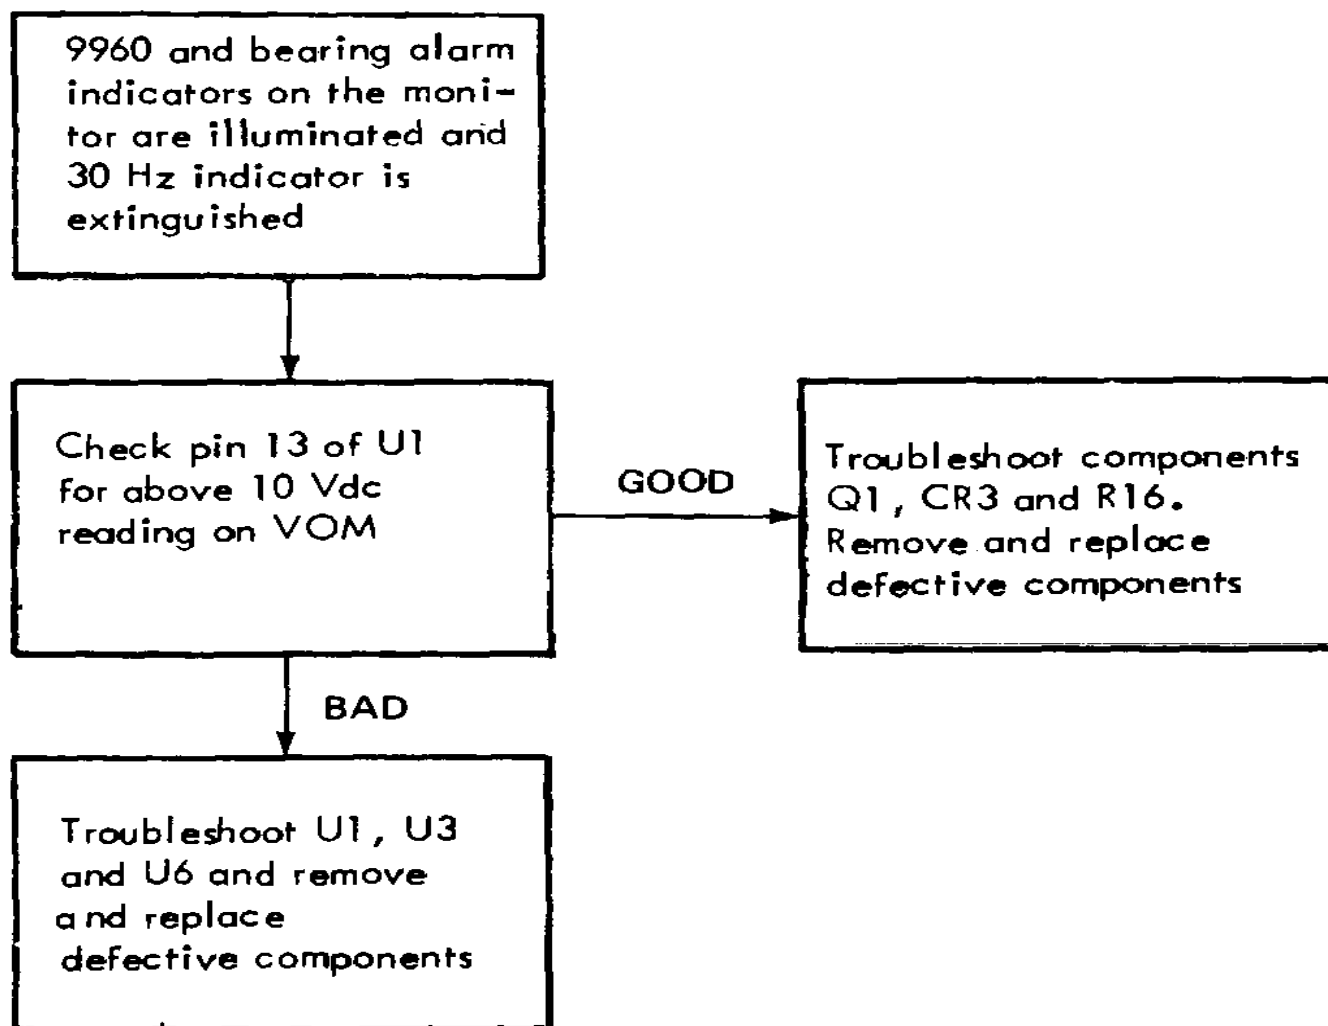 9960 and bearing alarm
indicators on the moni-
tor are illuminated and
30 Hz indicator is
extinguished
Check pin 13 of U1
for above 10 Vdc
reading on VOM
GOOD
Troubleshoot components
Q1, CR3 and R16.
Remove and replace
defective components
BAD
Troubleshoot U1, U3
and U6 and remove
and replace
defective components